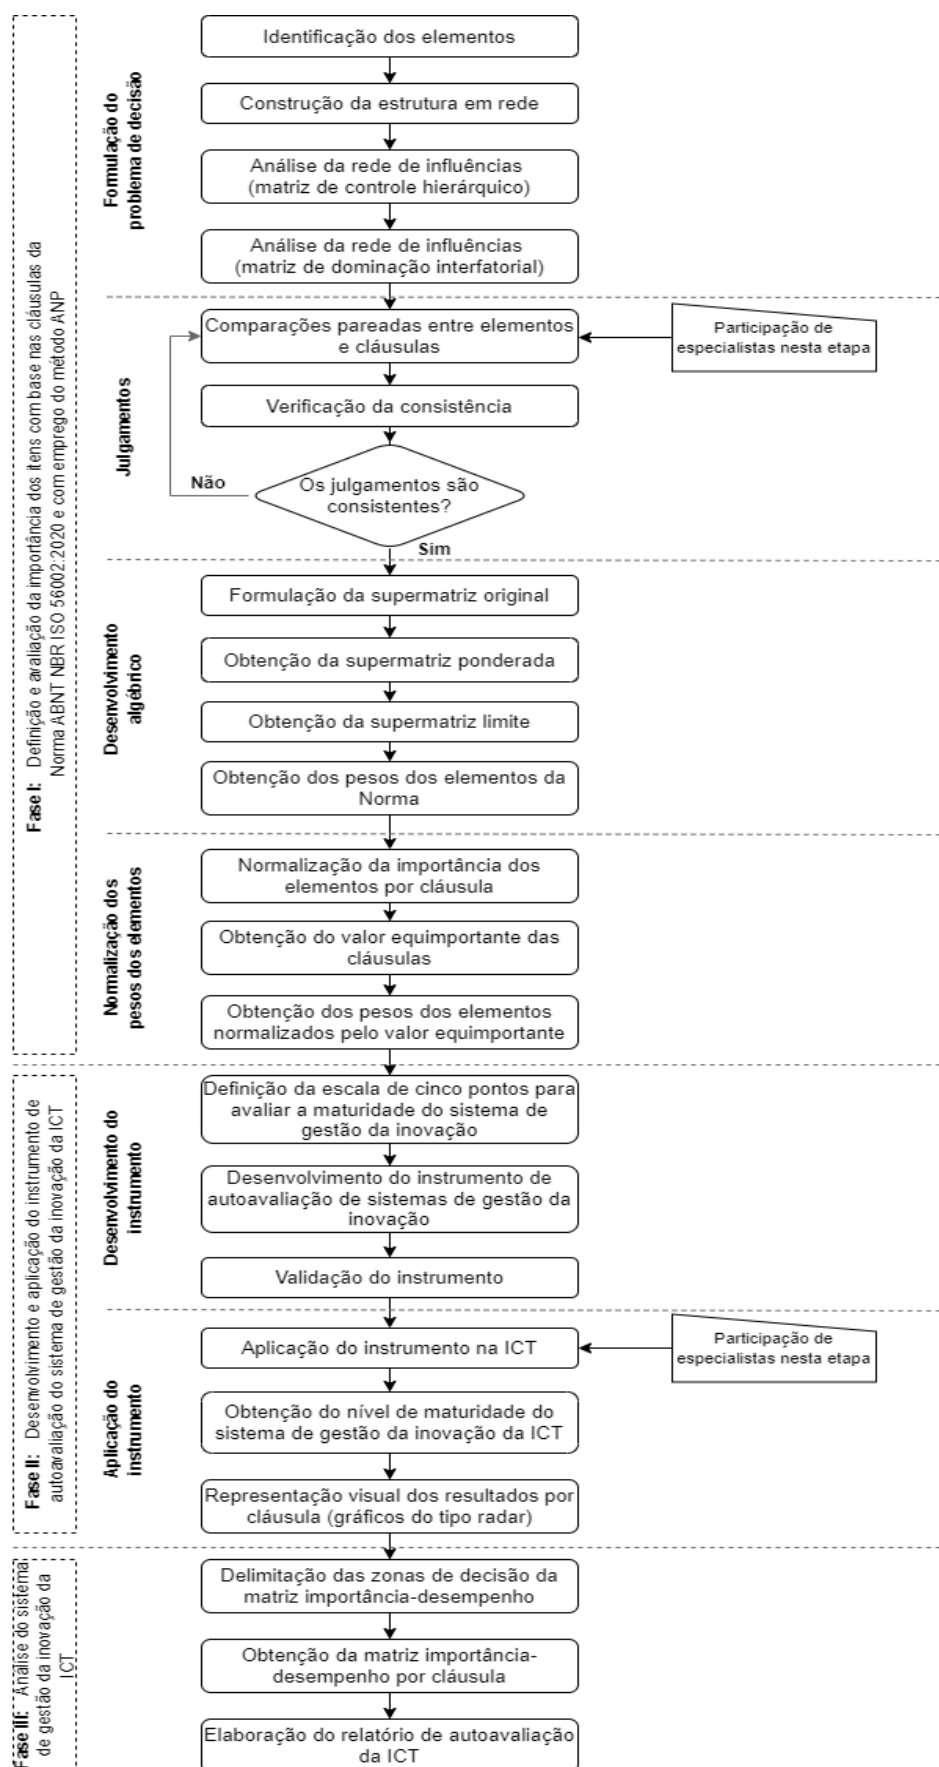 Fase I: Definição e avaliação da importância dos itens com base nas cláusulas da
Norma ABNT NBR ISO 56002:2020 e com emprego do método ANP
Formulação do
problema de decisão
Identificação dos elementos
Construção da estrutura em rede
Análise da rede de influências
(matriz de controle hierárquico)
Análise da rede de influências
(matriz de dominação interfatorial)
Julgamentos
Comparações pareadas entre elementos
e cláusulas
Participação de
especialistas nesta etapa
Verificação da consistência
Os julgamentos são
consistentes?
Não
Sim
Desenvolvimento
algébrico
Formulação da supermatriz original
Obtenção da supermatriz ponderada
Obtenção da supermatriz limite
Obtenção dos pesos dos elementos da
Norma
Normalização dos
pesos dos elementos
Normalização da importância dos
elementos por cláusula
Obtenção do valor equimportante das
cláusulas
Obtenção dos pesos dos elementos
normalizados pelo valor equimportante
Fase II: Desenvolvimento e aplicação do instrumento de
autoavaliação do sistema de gestão da inovação da ICT
Desenvolvimento do
instrumento
Definição da escala de cinco pontos para
avaliar a maturidade do sistema de
gestão da inovação
Desenvolvimento do instrumento de
autoavaliação de sistemas de gestão da
inovação
Validação do instrumento
Aplicação do
instrumento
Aplicação do instrumento na ICT
Participação de
especialistas nesta etapa
Obtenção do nível de maturidade do
sistema de gestão da inovação da ICT
Representação visual dos resultados por
cláusula (gráficos do tipo radar)
Fase III: Análise do sistema
de gestão da inovação da
ICT
Delimitação das zonas de decisão da
matriz importância-desempenho
Obtenção da matriz importância-
desempenho por cláusula
Elaboração do relatório de autoavaliação
da ICT